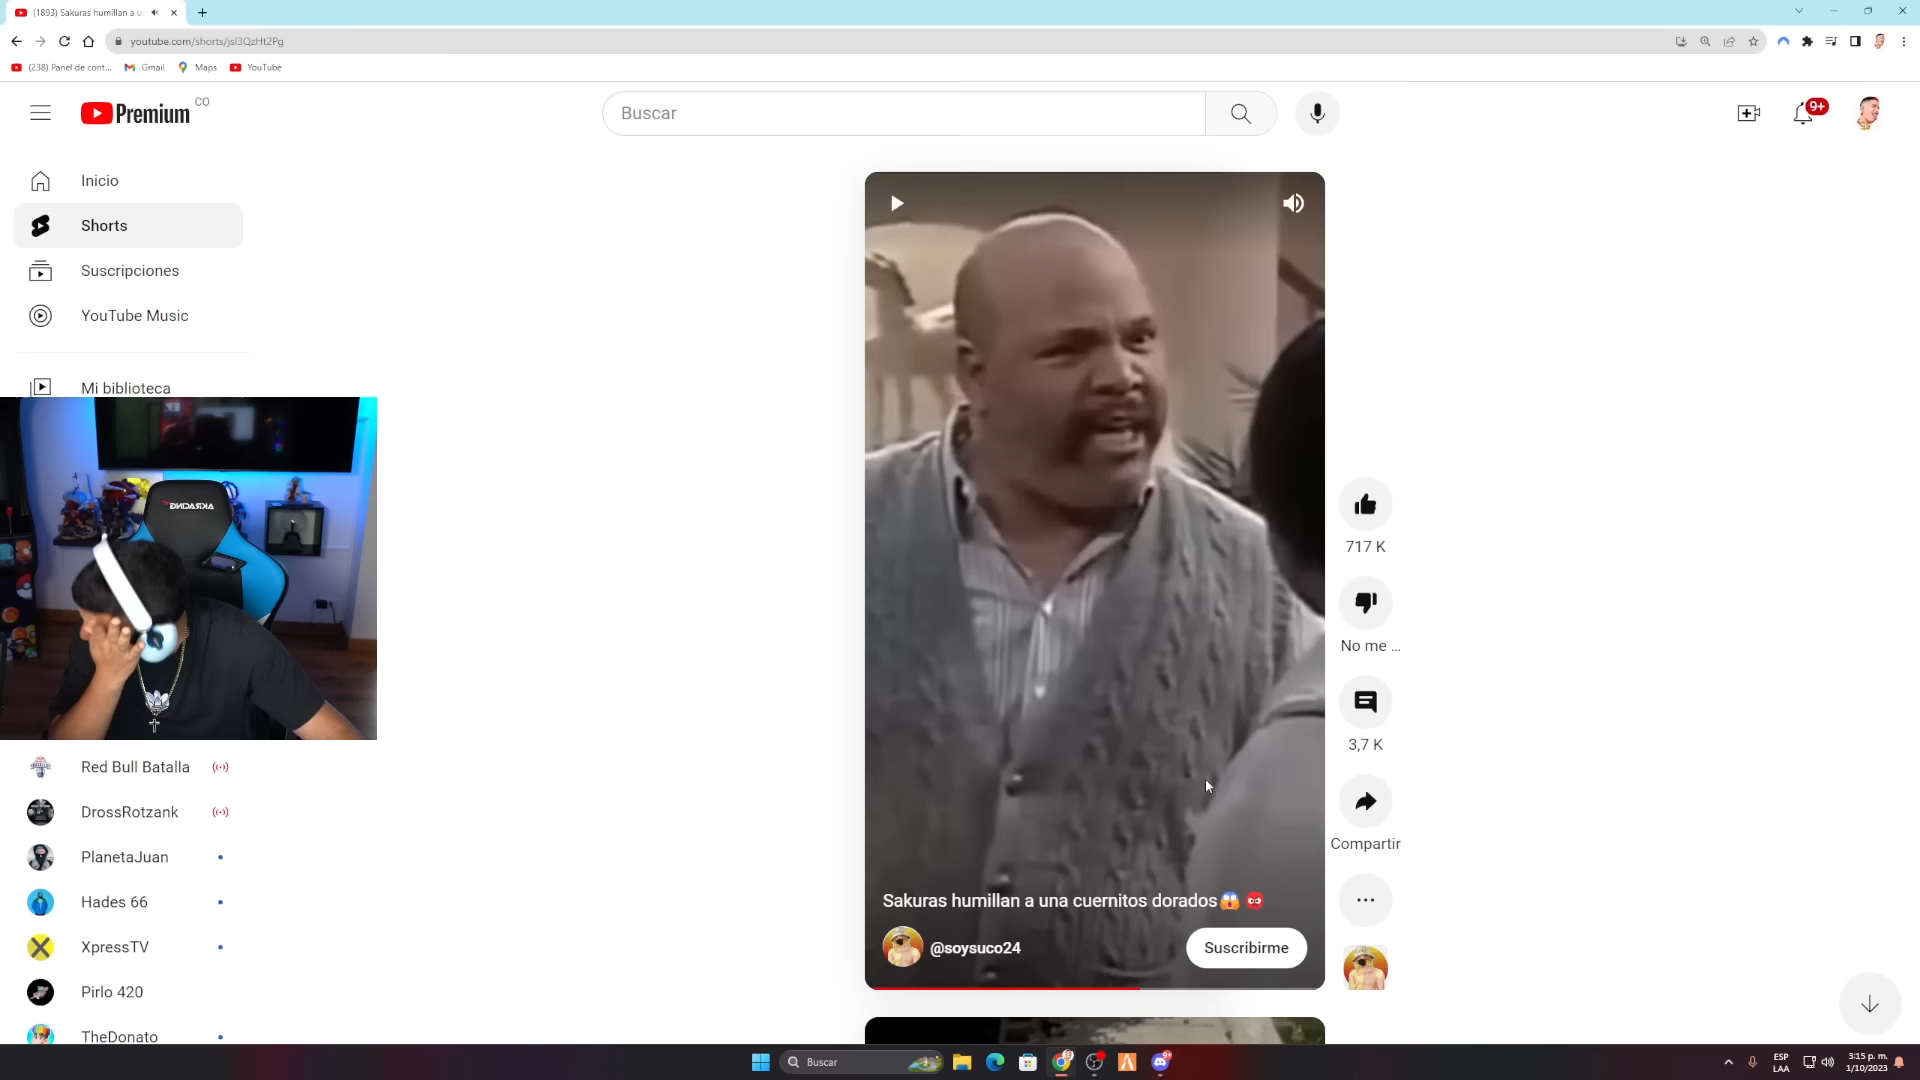 (1893) Sakuras humillan a u
youtube.com/shorts/jsI3QzHt2Pg
(238) Panel de cont...
Gmail
Maps
YouTube
Premium
CO
Buscar
9+
Inicio
Shorts
Suscripciones
YouTube Music
Mi biblioteca
AKRACING
717 K
No me ...
3,7 K
Compartir
Red Bull Batalla
DrossRotzank
PlanetaJuan
Hades 66
XpressTV
Pirlo 420
TheDonato
Sakuras humillan a una cuernitos dorados
@soysuco24
Suscribirme
Buscar
ESP
LAA
3:15 p. m.
1/10/2023